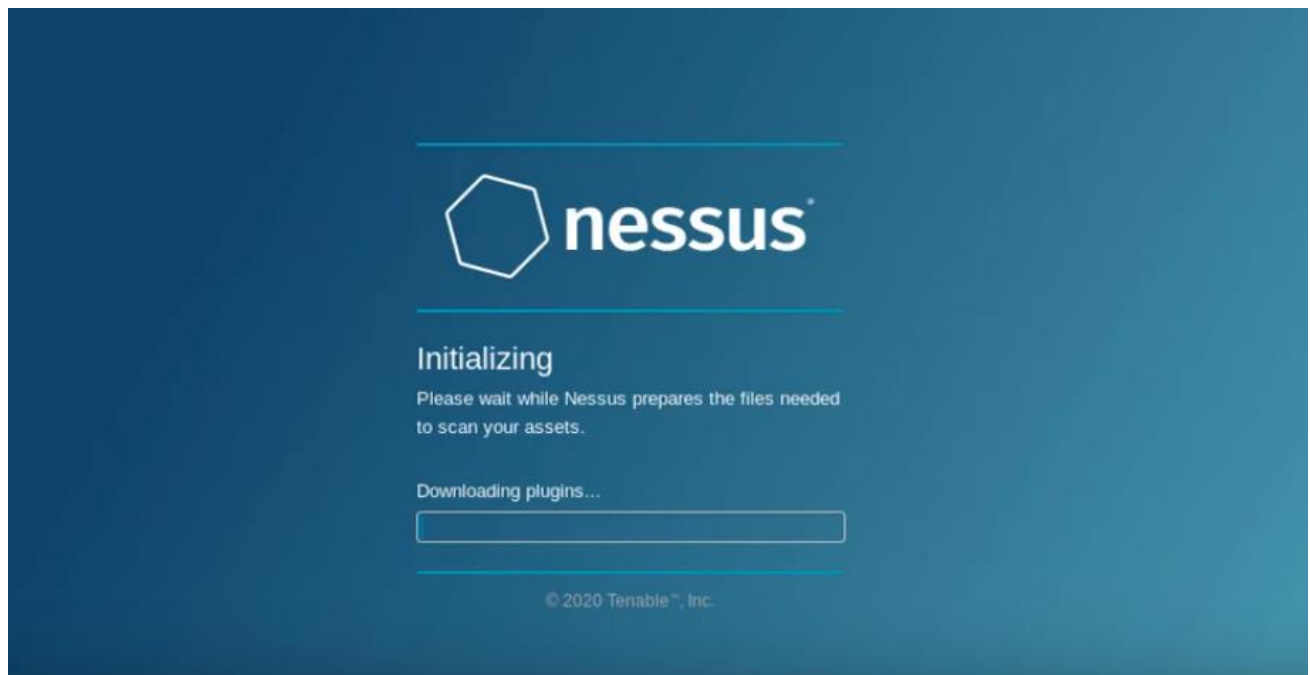 nessus®
Initializing
Please wait while Nessus prepares the files needed
to scan your assets.
Downloading plugins...
© 2020 Tenable™, Inc.